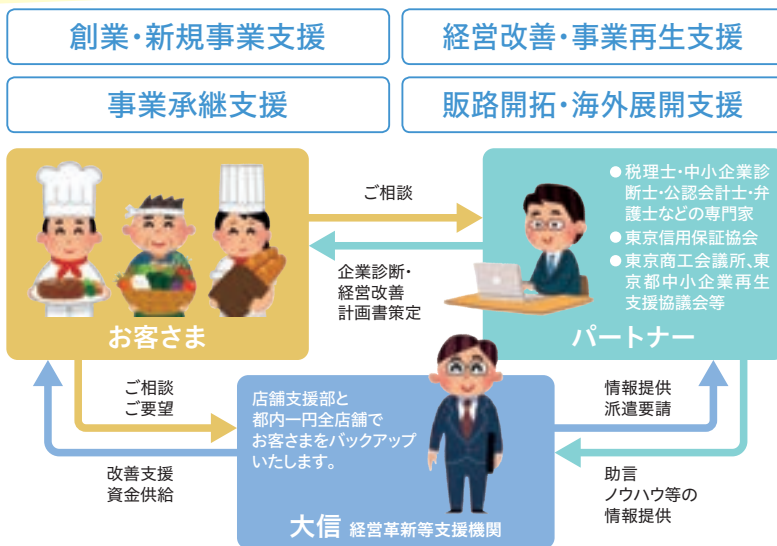 創業・新規事業支援
経営改善・事業再生支援
事業承継支援
販路開拓・海外展開支援
お客さま
ご相談
企業診断・
経営改善
計画書策定
●税理士・中小企業診
断士・公認会計士・弁
護士などの専門家
●東京信用保証協会
●東京商工会議所、東
京都中小企業再生
支援協議会等
パートナー
ご相談
ご要望
改善支援
資金供給
店舗支援部と
都内一円全店舗で
お客さまをバックアップ
いたします。
大信 経営革新等支援機関
情報提供
派遣要請
助言
ノウハウ等の
情報提供